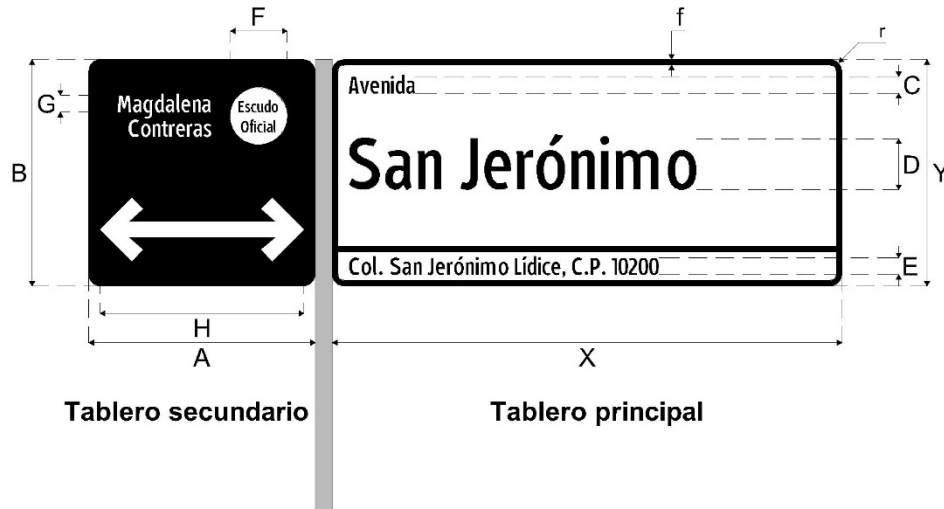 F
f
r
G
B
Magdalena
Contreras
Escudo
Oficial
Avenida
San Jerónimo
Col. San Jerónimo Lídice, C.P. 10200
C
D
Y
E
H
A
X
Tablero secundario
Tablero principal